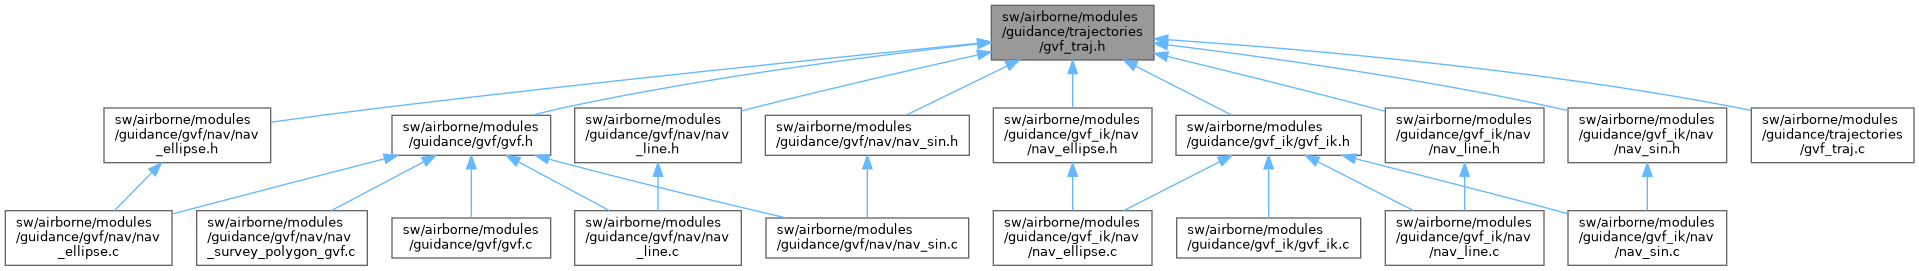 sw/airborne/modules
/guidance/trajectories
/gvf_traj.h
sw/airborne/modules
/guidance/gvf/nav/nav
_ellipse.h
sw/airborne/modules
/guidance/gvf/gvf.h
sw/airborne/modules
/guidance/gvf/nav/nav
_line.h
sw/airborne/modules
/guidance/gvf/nav/nav_sin.h
sw/airborne/modules
/guidance/gvf_ik/nav
/nav_ellipse.h
sw/airborne/modules
/guidance/gvf_ik/gvf_ik.h
sw/airborne/modules
/guidance/gvf_ik/nav
/nav_line.h
sw/airborne/modules
/guidance/gvf_ik/nav
/nav_sin.h
sw/airborne/modules
/guidance/trajectories
/gvf_traj.c
sw/airborne/modules
/guidance/gvf/nav/nav
_ellipse.c
sw/airborne/modules
/guidance/gvf/nav/nav
_survey_polygon_gvf.c
sw/airborne/modules
/guidance/gvf/gvf.c
sw/airborne/modules
/guidance/gvf/nav/nav
_line.c
sw/airborne/modules
/guidance/gvf/nav/nav_sin.c
sw/airborne/modules
/guidance/gvf_ik/nav
/nav_ellipse.c
sw/airborne/modules
/guidance/gvf_ik/gvf_ik.c
sw/airborne/modules
/guidance/gvf_ik/nav
/nav_line.c
sw/airborne/modules
/guidance/gvf_ik/nav
/nav_sin.c